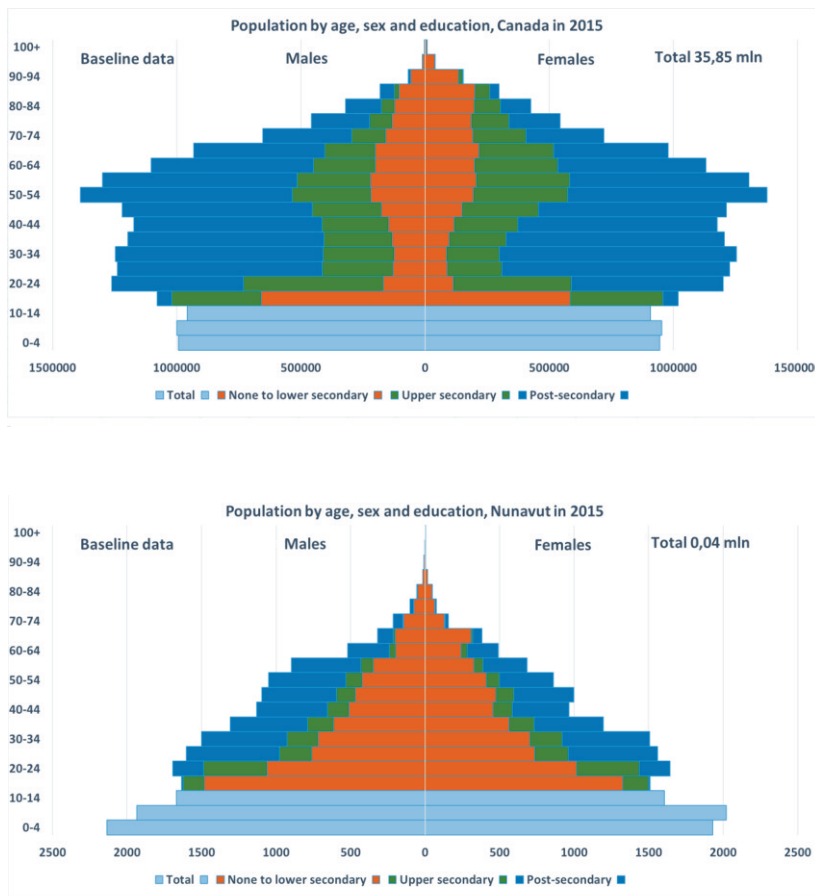 Population by age, sex and education, Canada in 2015
100+
Baseline data Males Females Total 35,85 mln
90-94
80-84
70-74
60-64
50-54
40-44
30-34
20-24
10-14
0-4
1500000 1000000 500000 0 500000 1000000 150000
Total None to lower secondary Upper secondary Post-secondary
Population by age, sex and education, Nunavut in 2015
100+
Baseline data Males Females Total 0,04 mln
90-94
80-84
70-74
60-64
50-54
40-44
30-34
20-24
10-14
0-4
2500 2000 1500 1000 500 0 500 1000 1500 2000 2500
Total None to lower secondary Upper secondary Post-secondary